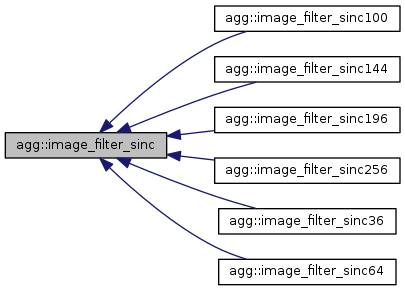 agg::image_filter_sinc100
agg::image_filter_sinc144
agg::image_filter_sinc196
agg::image_filter_sinc
agg::image_filter_sinc256
agg::image_filter_sinc36
agg::image_filter_sinc64